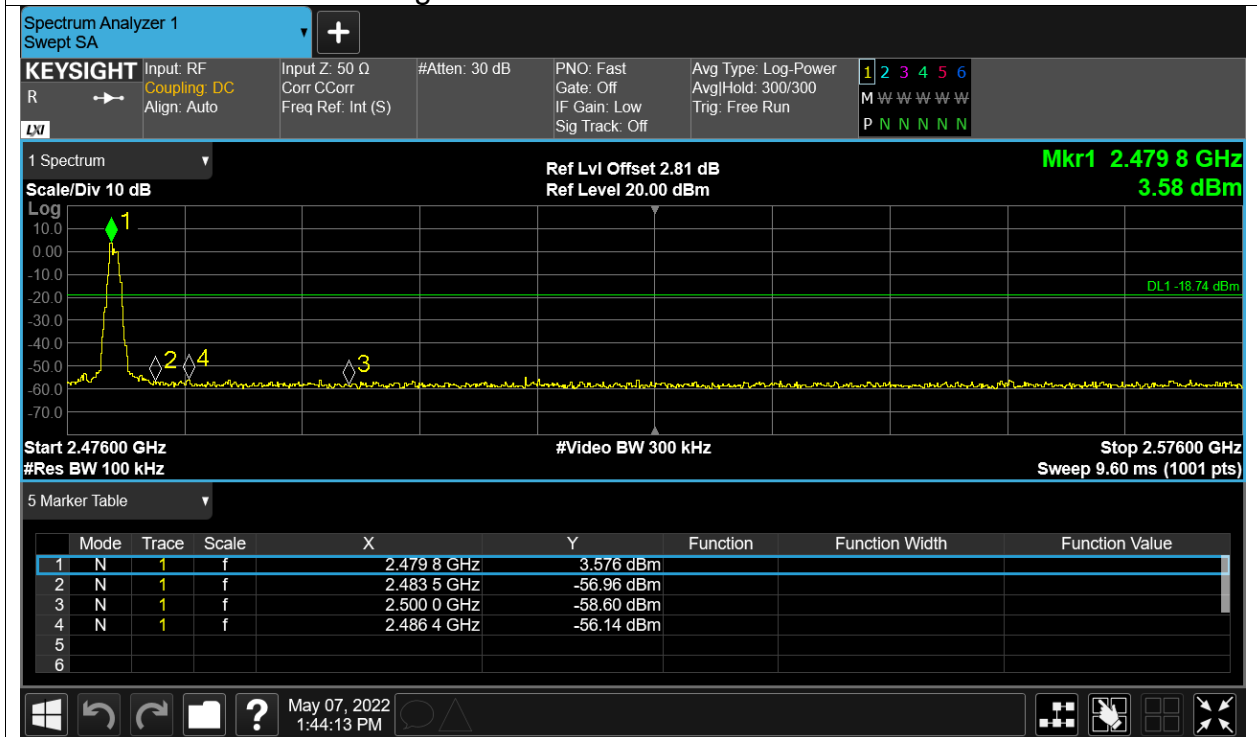 Spectrum Analyzer 1
Swept SA
+
KEYSIGHT Input: RF Input Z: 50 Ω #Atten: 30 dB PNO: Fast Avg Type: Log-Power 1 2 3 4 5 6
R Coupling: DC Corr CCorr Gate: Off Avg|Hold: 300/300 M W W W W W
Align: Auto Freq Ref: Int (S) IF Gain: Low Trig: Free Run
LXI Sig Track: Off P N N N N N
1 Spectrum Ref Lvl Offset 2.81 dB Mkr1 2.479 8 GHz
Scale/Div 10 dB Ref Level 20.00 dBm 3.58 dBm
Log
1
10.0
0.00
-10.0
DL1 -18.74 dBm
-20.0
-30.0
-40.0
2 4 3
-50.0
-60.0
-70.0
Start 2.47600 GHz #Video BW 300 kHz Stop 2.57600 GHz
#Res BW 100 kHz Sweep 9.60 ms (1001 pts)
5 Marker Table
Mode Trace Scale X Y Function Function Width Function Value
1 N 1 f 2.479 8 GHz 3.576 dBm
2 N 1 f 2.483 5 GHz -56.96 dBm
3 N 1 f 2.500 0 GHz -58.60 dBm
4 N 1 f 2.486 4 GHz -56.14 dBm
5
6
? May 07, 2022
1:44:13 PM